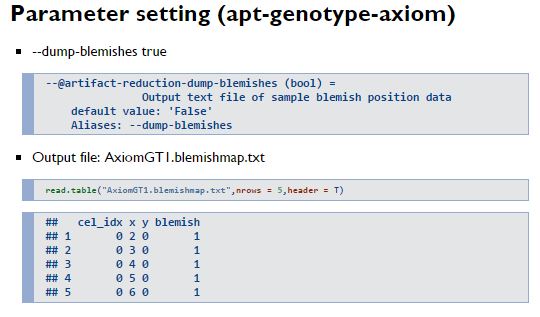 Parameter setting (apt-genotype-axiom)
▪ --dump-blemishes true
--@artifact-reduction-dump-blemishes (bool) =
Output text file of sample blemish position data
default value: 'False'
Aliases: --dump-blemishes
▪ Output file: AxiomGT1.blemishmap.txt
read.table("AxiomGT1.blemishmap.txt",nrows = 5,header = T)
##   cel_idx x y blemish
## 1       0 2 0       1
## 2       0 3 0       1
## 3       0 4 0       1
## 4       0 5 0       1
## 5       0 6 0       1